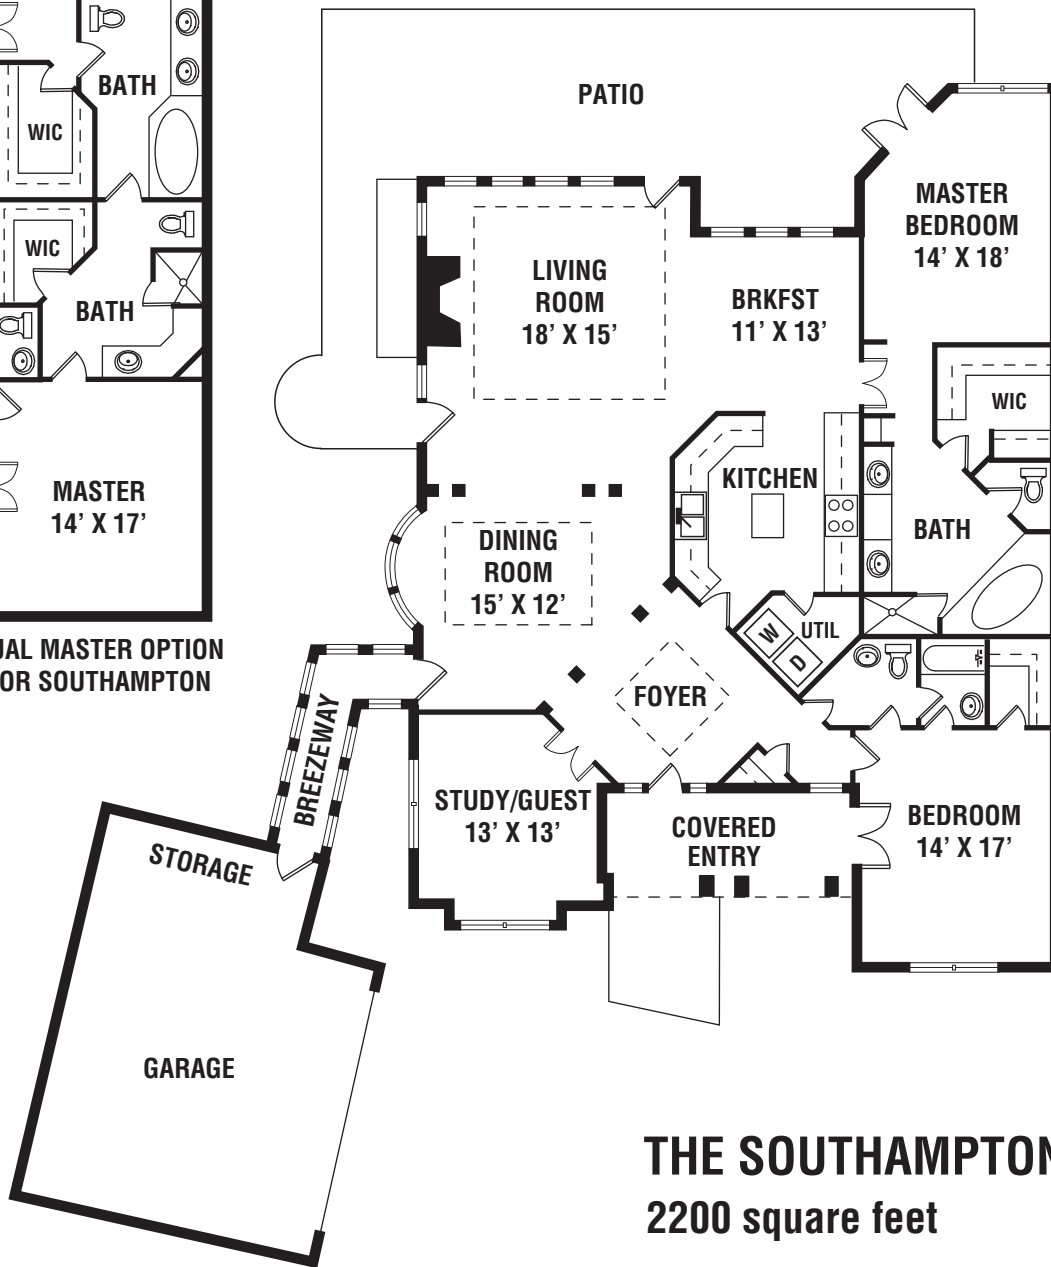 BATH
WIC
WIC
BATH
MASTER
14’ X 17’
UAL MASTER OPTION
OR SOUTHAMPTON
PATIO
MASTER
BEDROOM
14’ X 18’
LIVING
ROOM
18’ X 15’
BRKFST
11’ X 13’
WIC
KITCHEN
BATH
DINING
ROOM
15’ X 12’
W
D
UTIL
FOYER
BREEZEWAY
STUDY/GUEST
13’ X 13’
COVERED
ENTRY
BEDROOM
14’ X 17’
STORAGE
GARAGE
THE SOUTHAMPTON
2200 square feet